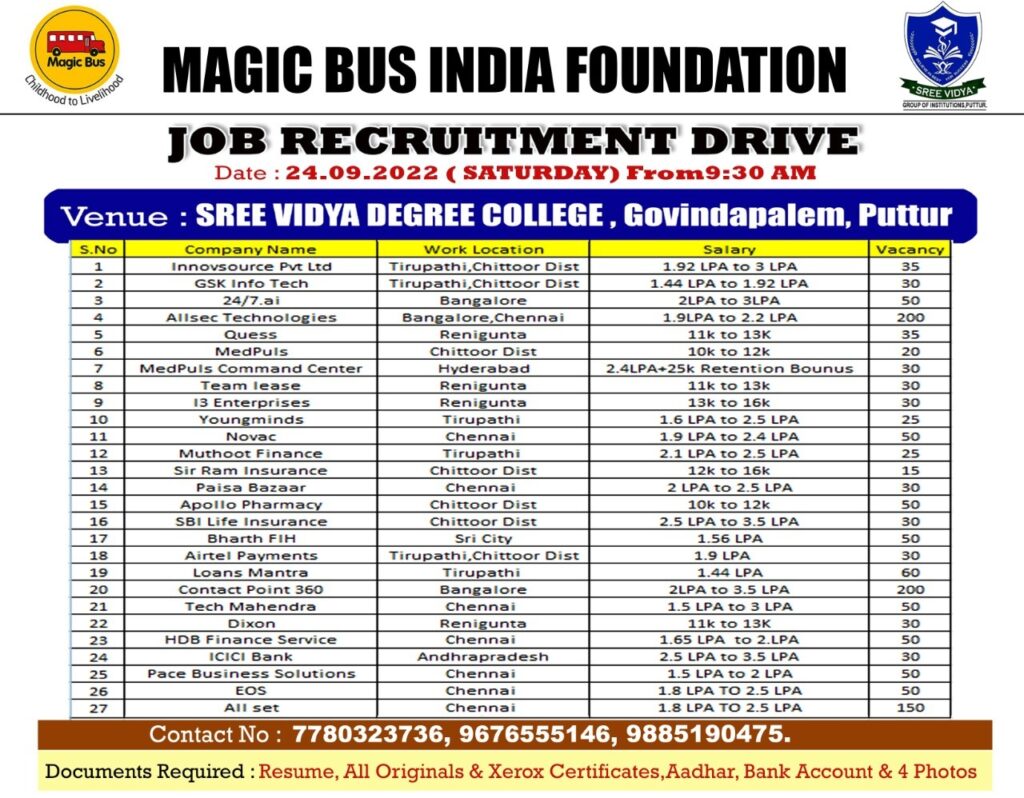 Magic Bus
Childhood to Livelihood
MAGIC BUS INDIA FOUNDATION
SREE VIDYA
GROUP OF INSTITUTIONS,PUTTUR.
JOB RECRUITMENT DRIVE
Date : 24.09.2022 ( SATURDAY) From9:30 AM
Venue : SREE VIDYA DEGREE COLLEGE , Govindapalem, Puttur
S.No Company Name Work Location Salary Vacancy
1 Innovsource Pvt Ltd Tirupathi,Chittoor Dist 1.92 LPA to 3 LPA 35
2 GSK Info Tech Tirupathi,Chittoor Dist 1.44 LPA to 1.92 LPA 30
3 24/7.ai Bangalore 2LPA to 3LPA 50
4 Allsec Technologies Bangalore,Chennai 1.9LPA to 2.2 LPA 200
5 Quess Renigunta 11k to 13K 35
6 MedPuls Chittoor Dist 10k to 12k 20
7 MedPuls Command Center Hyderabad 2.4LPA+25k Retention Bounus 30
8 Team lease Renigunta 11k to 13k 30
9 I3 Enterprises Renigunta 13k to 16k 30
10 Youngminds Tirupathi 1.6 LPA to 2.5 LPA 25
11 Novac Chennai 1.9 LPA to 2.4 LPA 50
12 Muthoot Finance Tirupathi 2.1 LPA to 2.5 LPA 25
13 Sir Ram Insurance Chittoor Dist 12k to 16k 15
14 Paisa Bazaar Chennai 2 LPA to 2.5 LPA 30
15 Apollo Pharmacy Chittoor Dist 10k to 12k 50
16 SBI Life Insurance Chittoor Dist 2.5 LPA to 3.5 LPA 30
17 Bharth FIH Sri City 1.56 LPA 50
18 Airtel Payments Tirupathi,Chittoor Dist 1.9 LPA 30
19 Loans Mantra Tirupathi 1.44 LPA 60
20 Contact Point 360 Bangalore 2LPA to 3.5 LPA 200
21 Tech Mahendra Chennai 1.5 LPA to 3 LPA 50
22 Dixon Renigunta 11k to 13K 30
23 HDB Finance Service Chennai 1.65 LPA to 2.LPA 50
24 ICICI Bank Andhrapradesh 2.5 LPA to 3.5 LPA 30
25 Pace Business Solutions Chennai 1.5 LPA to 2 LPA 50
26 EOS Chennai 1.8 LPA TO 2.5 LPA 50
27 All set Chennai 1.8 LPA TO 2.5 LPA 150
Contact No : 7780323736, 9676555146, 9885190475.
Documents Required : Resume, All Originals & Xerox Certificates,Aadhar, Bank Account & 4 Photos